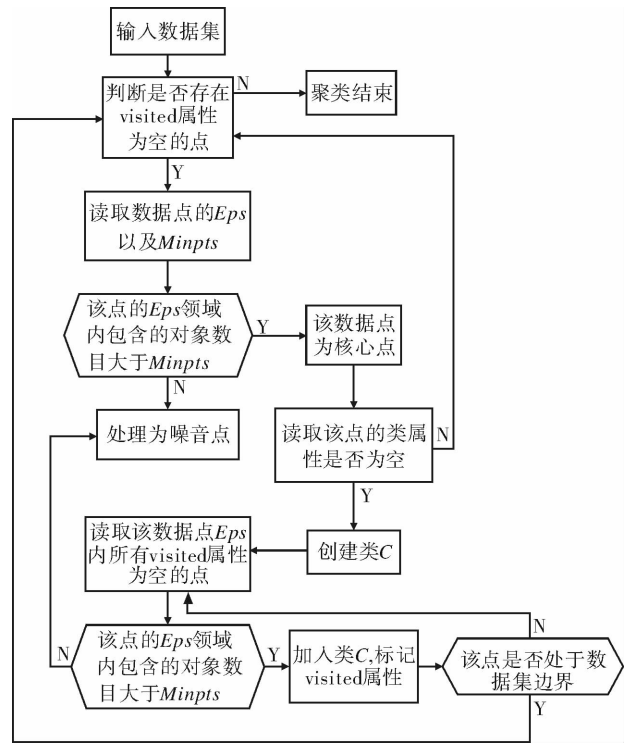 输入数据集
判断是否存在
visited属性
为空的点
N
聚类结束
Y
读取数据点的Eps
以及Minpts
该点的Eps领域
内包含的对象数
目大于Minpts
Y
该数据点
为核心点
N
处理为噪音点
读取该点的类属
性是否为空
N
Y
创建类C
读取该数据点Eps
内所有visited属性
为空的点
N
该点的Eps领域
内包含的对象数
目大于Minpts
Y
加入类C,标记
visited属性
N
该点是否处于数
据集边界
Y